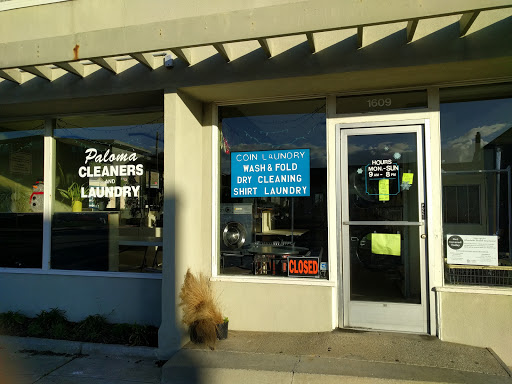 Paloma
CLEANERS
AND
LAUNDRY
COIN LAUNDRY
WASH & FOLD
DRY CLEANING
SHIRT LAUNDRY
CLOSED
1609
HOURS
MON.-SUN